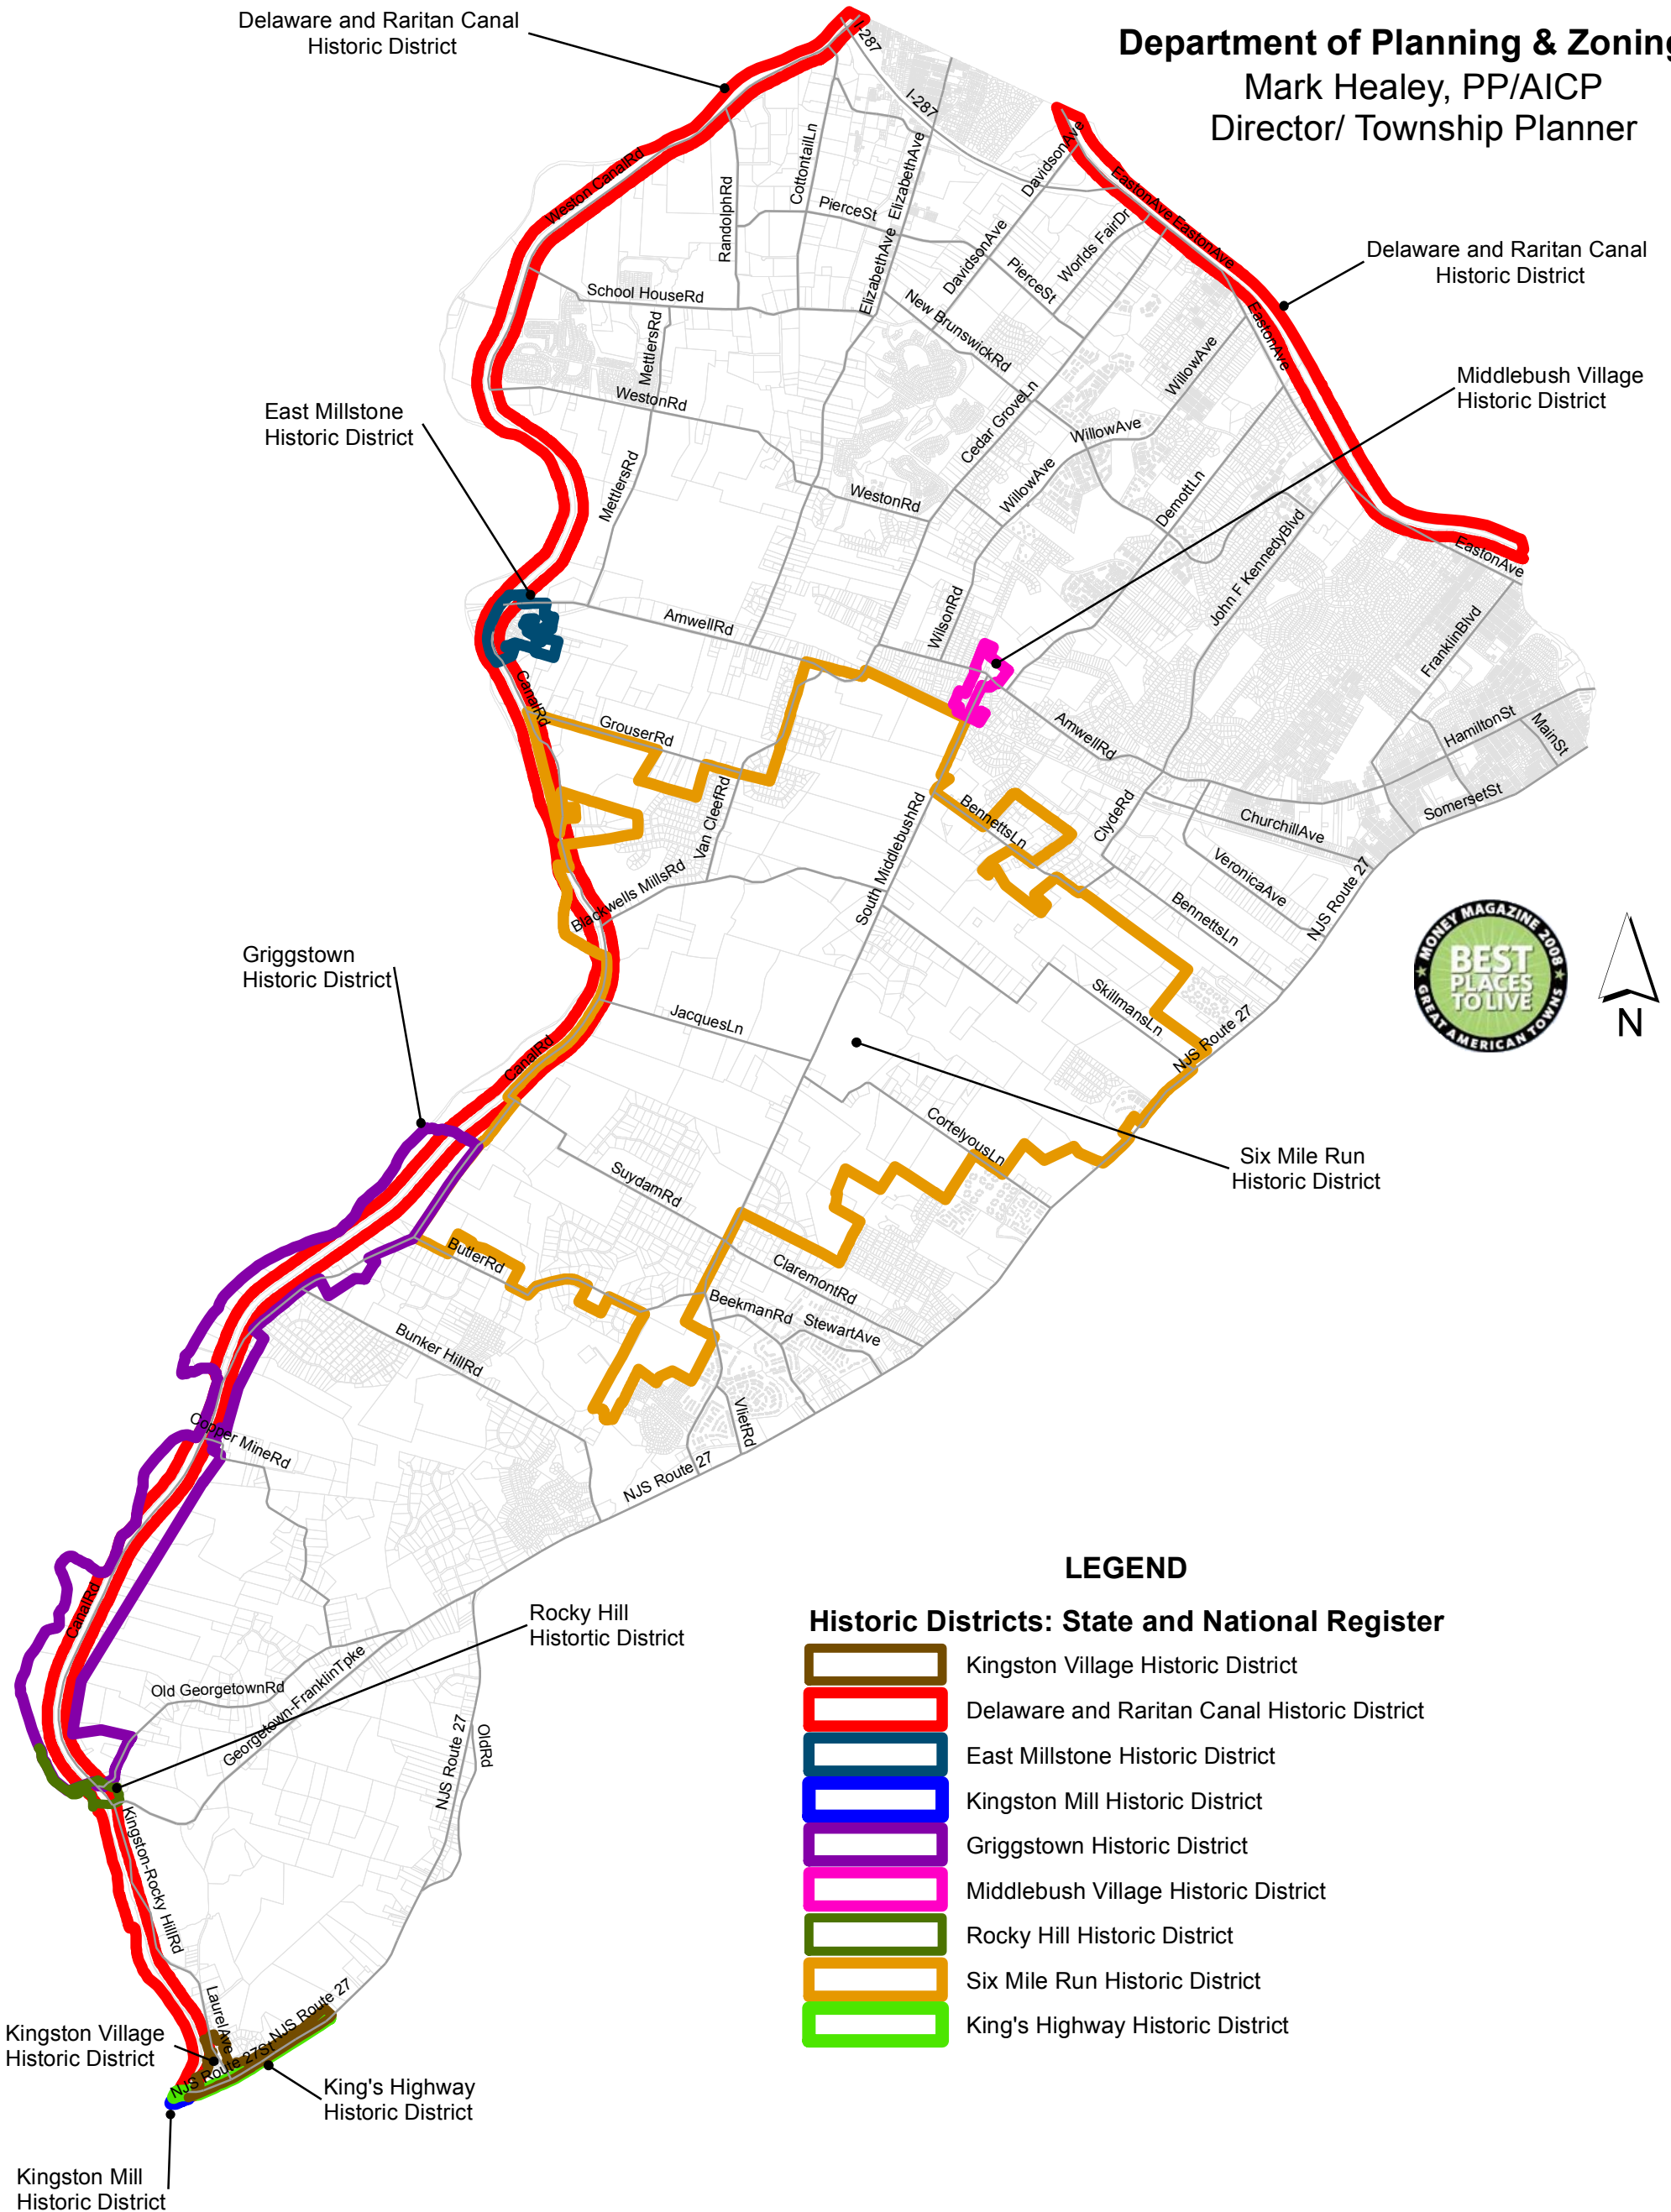 Department of Planning & Zoning
Mark Healey, PP/AICP
Director/ Township Planner
Delaware and Raritan Canal
Historic District
Delaware and Raritan Canal
Historic District
Middlebush Village
Historic District
East Millstone
Historic District
Griggstown
Historic District
Six Mile Run
Historic District
Rocky Hill
Histortic District
Kingston Village
Historic District
King's Highway
Historic District
Kingston Mill
Historic District
I-287
I-287
Weston CanalRd
RandolphRd
CottontailLn
ElizabethAve
ElizabethAve
PierceSt
DavidsonAve
DavidsonAve
EastonAve
EastonAve
Worlds FairDr
PierceSt
School HouseRd
MettlersRd
New BrunswickRd
EastonAve
WillowAve
WestonRd
Cedar GroveLn
WillowAve
MettlersRd
WestonRd
WillowAve
DemottLn
John F KennedyBlvd
EastonAve
AmwellRd
WilsonRd
FranklinBlvd
CanalRd
GrouserRd
AmwellRd
HamiltonSt
MainSt
Van CleefRd
South MiddlebushRd
BennettsLn
ClydeRd
ChurchillAve
SomersetSt
VeronicaAve
Blackwells MillsRd
BennettsLn
NJS Route 27
MONEY MAGAZINE 2008
BEST
PLACES
TO LIVE
GREAT AMERICAN TOWNS
N
JacquesLn
SkillmansLn
NJS Route 27
CanalRd
CortelyousLn
SuydamRd
ButlerRd
ClaremontRd
BeekmanRd
StewartAve
Bunker HillRd
VlietRd
Copper MineRd
NJS Route 27
CanalRd
Old GeorgetownRd
Georgetown-FranklinTpke
NJS Route 27
OldRd
Kingston-Rocky HillRd
LaurelAve
NJS Route 27
NJS Route 27St
LEGEND
Historic Districts: State and National Register
Kingston Village Historic District
Delaware and Raritan Canal Historic District
East Millstone Historic District
Kingston Mill Historic District
Griggstown Historic District
Middlebush Village Historic District
Rocky Hill Historic District
Six Mile Run Historic District
King's Highway Historic District